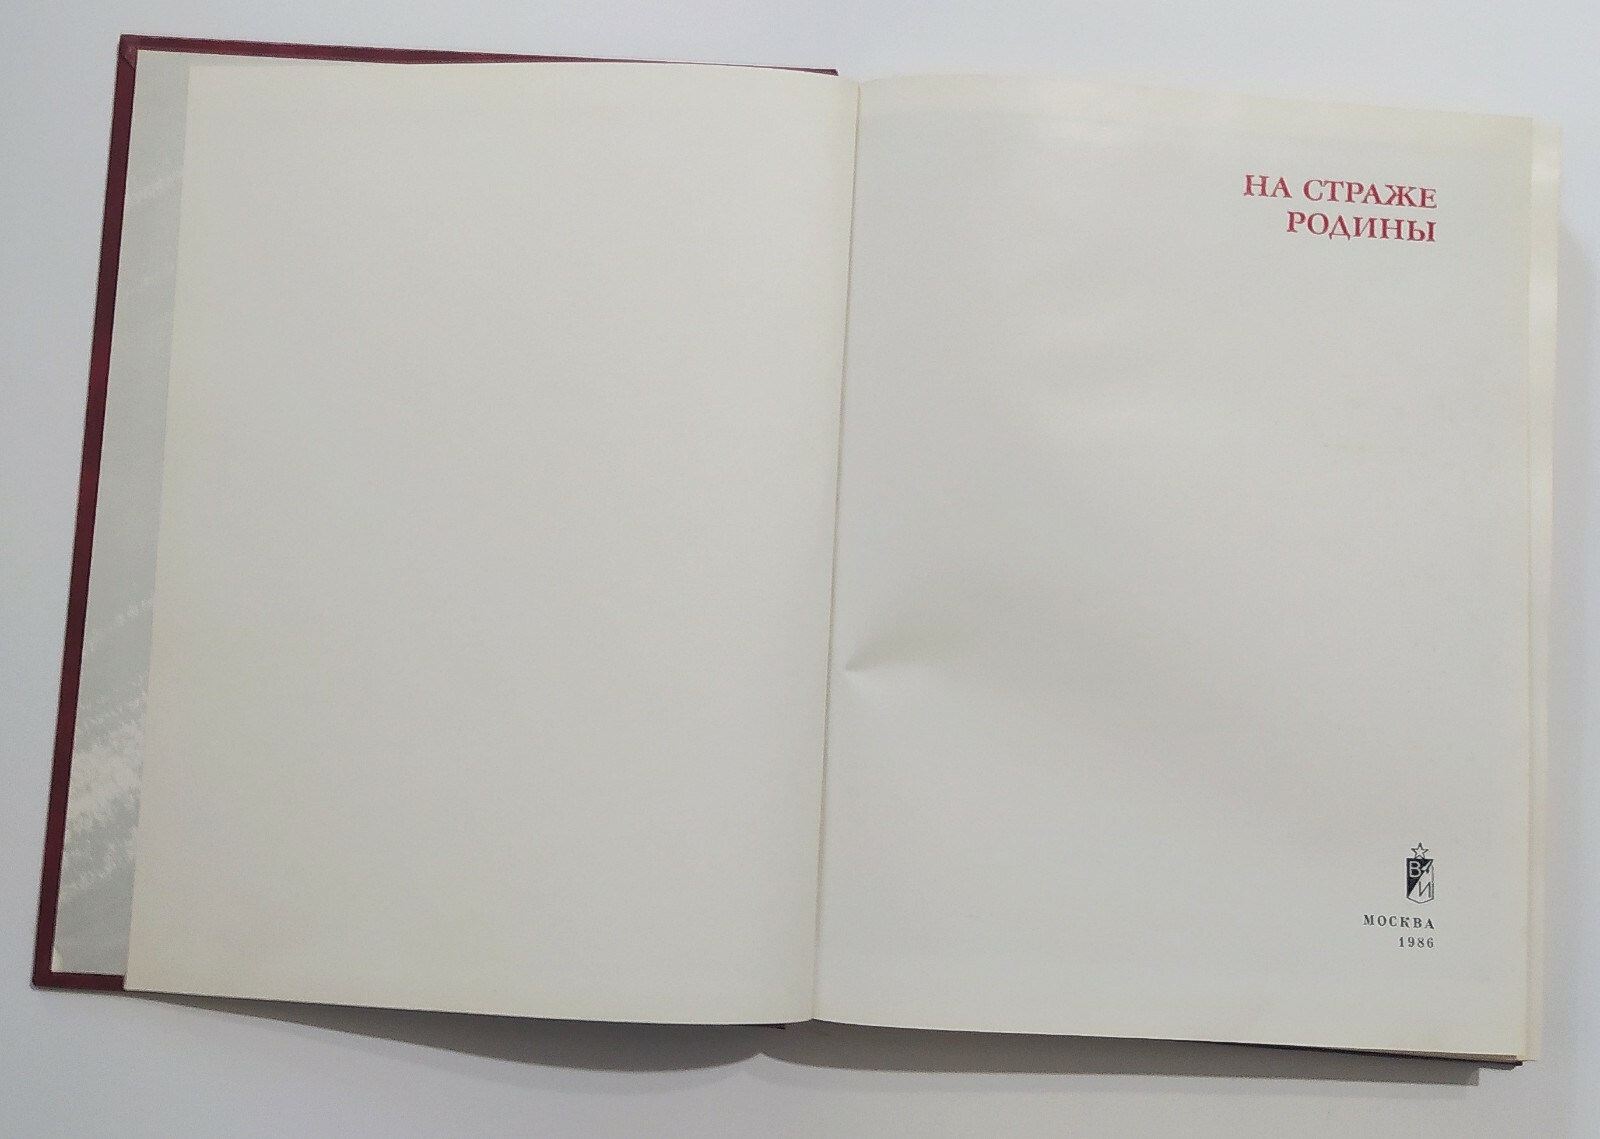 НА СТРАЖЕ
РОДИНЫ
В
И
МОСКВА
1986